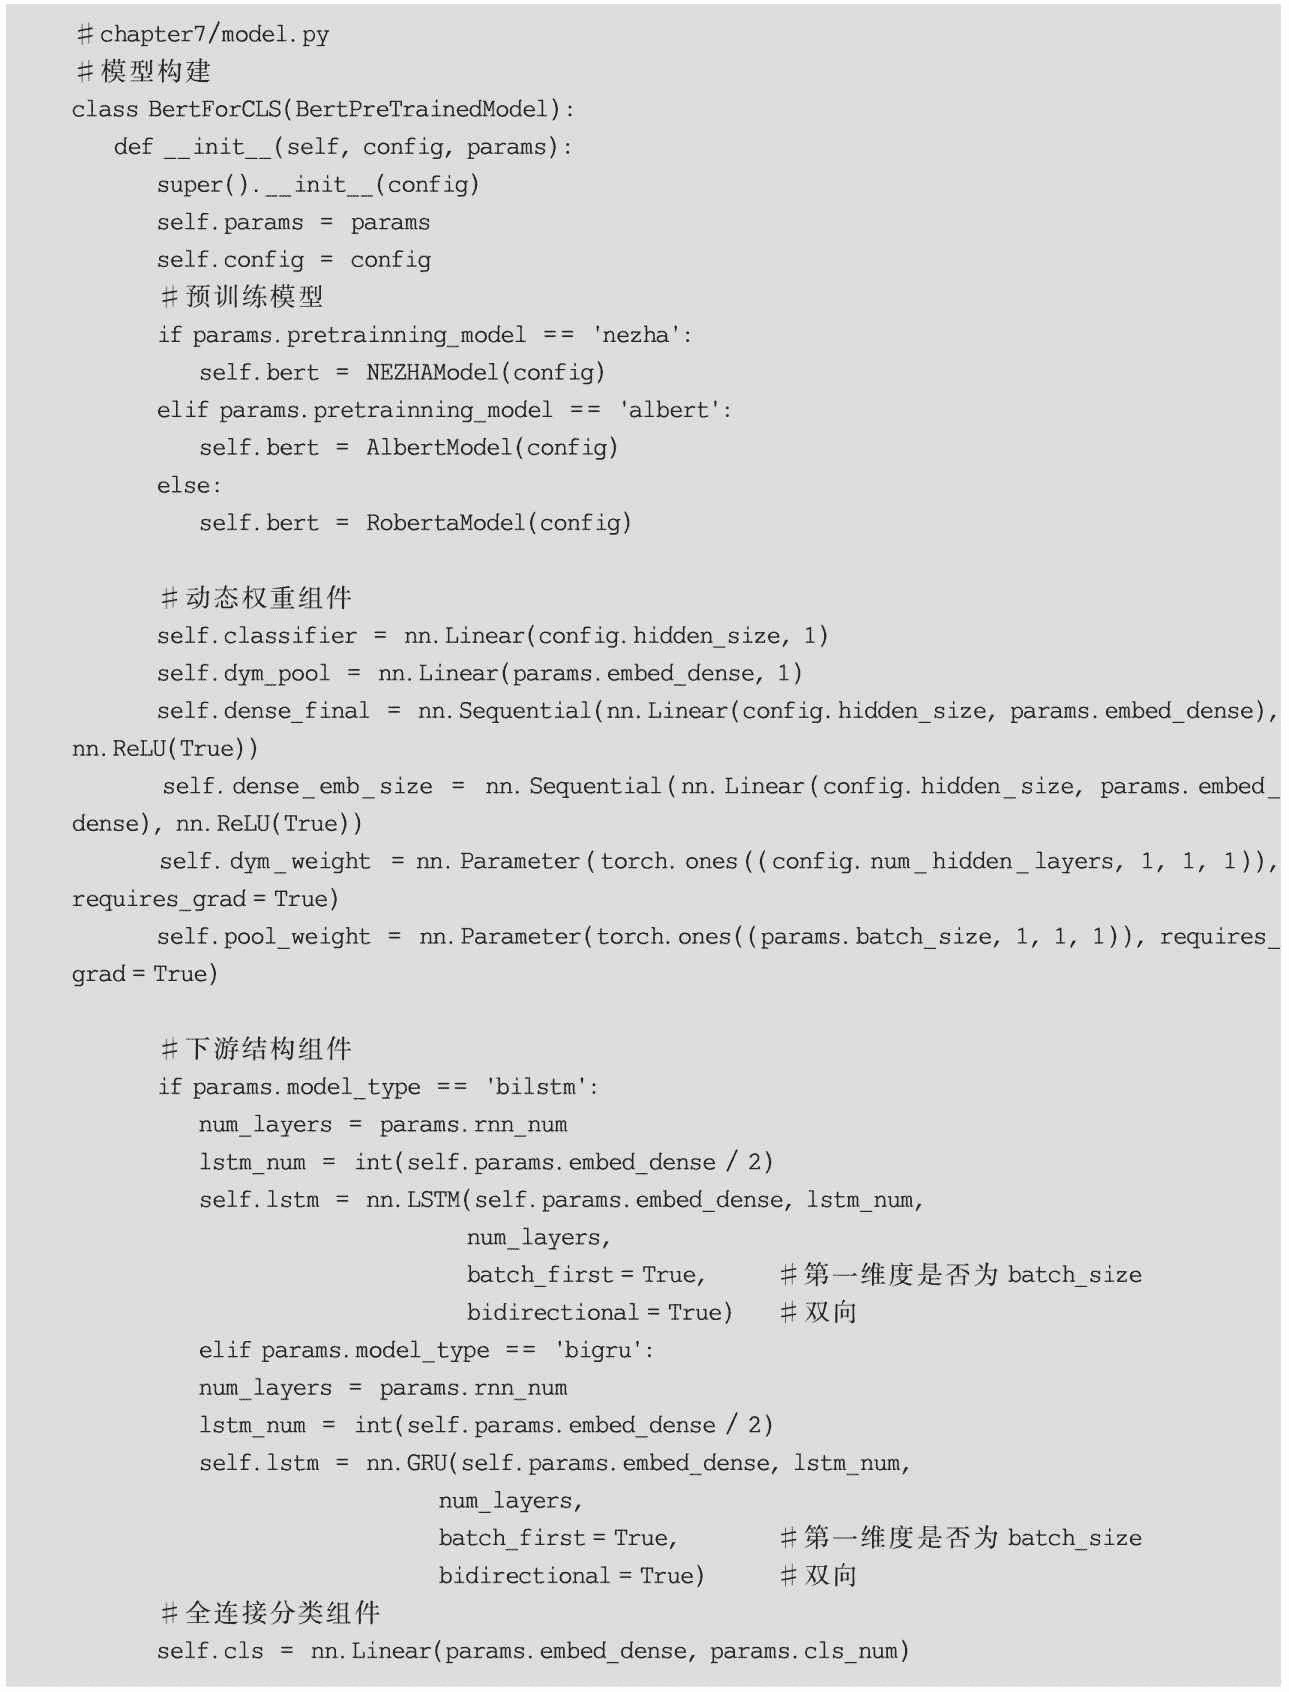 #chapter7/model.py
#模型构建
class BertForCLS(BertPreTrainedModel):
    def __init__(self, config, params):
        super().__init__(config)
        self.params = params
        self.config = config
        #预训练模型
        if params.pretrainning_model == 'nezha':
            self.bert = NEZHAModel(config)
        elif params.pretrainning_model == 'albert':
            self.bert = AlbertModel(config)
        else:
            self.bert = RobertaModel(config)

        #动态权重组件
        self.classifier = nn.Linear(config.hidden_size, 1)
        self.dym_pool = nn.Linear(params.embed_dense, 1)
        self.dense_final = nn.Sequential(nn.Linear(config.hidden_size, params.embed_dense),
nn.ReLU(True))
        self.dense_emb_size = nn.Sequential(nn.Linear(config.hidden_size, params.embed_
dense), nn.ReLU(True))
        self.dym_weight = nn.Parameter(torch.ones((config.num_hidden_layers, 1, 1, 1)),
requires_grad=True)
        self.pool_weight = nn.Parameter(torch.ones((params.batch_size, 1, 1, 1)), requires_
grad=True)

        #下游结构组件
        if params.model_type == 'bilstm':
            num_layers = params.rnn_num
            lstm_num = int(self.params.embed_dense / 2)
            self.lstm = nn.LSTM(self.params.embed_dense, lstm_num,
                                num_layers,
                                batch_first=True,      #第一维度是否为 batch_size
                                bidirectional=True)    #双向
            elif params.model_type == 'bigru':
            num_layers = params.rnn_num
            lstm_num = int(self.params.embed_dense / 2)
            self.lstm = nn.GRU(self.params.embed_dense, lstm_num,
                               num_layers,
                               batch_first=True,       #第一维度是否为 batch_size
                               bidirectional=True)     #双向
        #全连接分类组件
        self.cls = nn.Linear(params.embed_dense, params.cls_num)